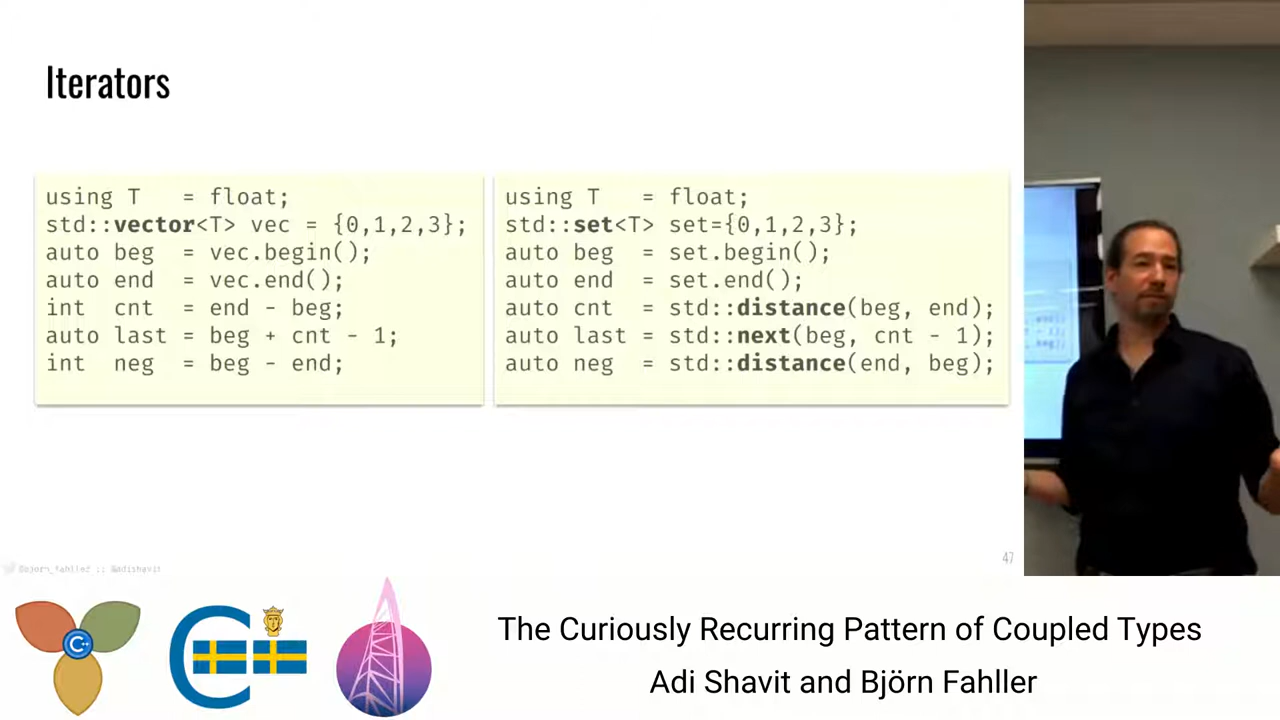 Iterators
using T   = float;
std::vector<T> vec = {0,1,2,3};
auto beg  = vec.begin();
auto end  = vec.end();
int  cnt  = end - beg;
auto last = beg + cnt - 1;
int  neg  = beg - end;
using T   = float;
std::set<T> set={0,1,2,3};
auto beg  = set.begin();
auto end  = set.end();
auto cnt  = std::distance(beg, end);
auto last = std::next(beg, cnt - 1);
auto neg  = std::distance(end, beg);
@bjorn_fahller :: @adishavit
47
C++
The Curiously Recurring Pattern of Coupled Types
Adi Shavit and Björn Fahller